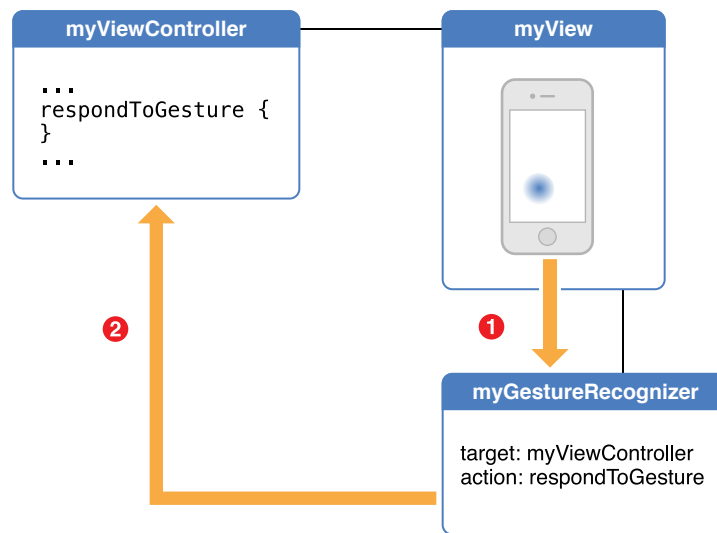 myViewController
...
respondToGesture {
}
...
myView
1
2
myGestureRecognizer
target: myViewController
action: respondToGesture